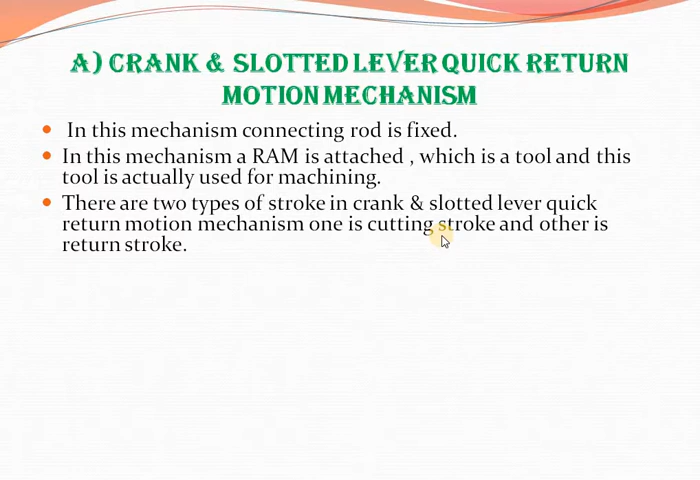 A) CRANK & SLOTTED LEVER QUICK RETURN
MOTION MECHANISM
• In this mechanism connecting rod is fixed.
• In this mechanism a RAM is attached , which is a tool and this
tool is actually used for machining.
• There are two types of stroke in crank & slotted lever quick
return motion mechanism one is cutting stroke and other is
return stroke.